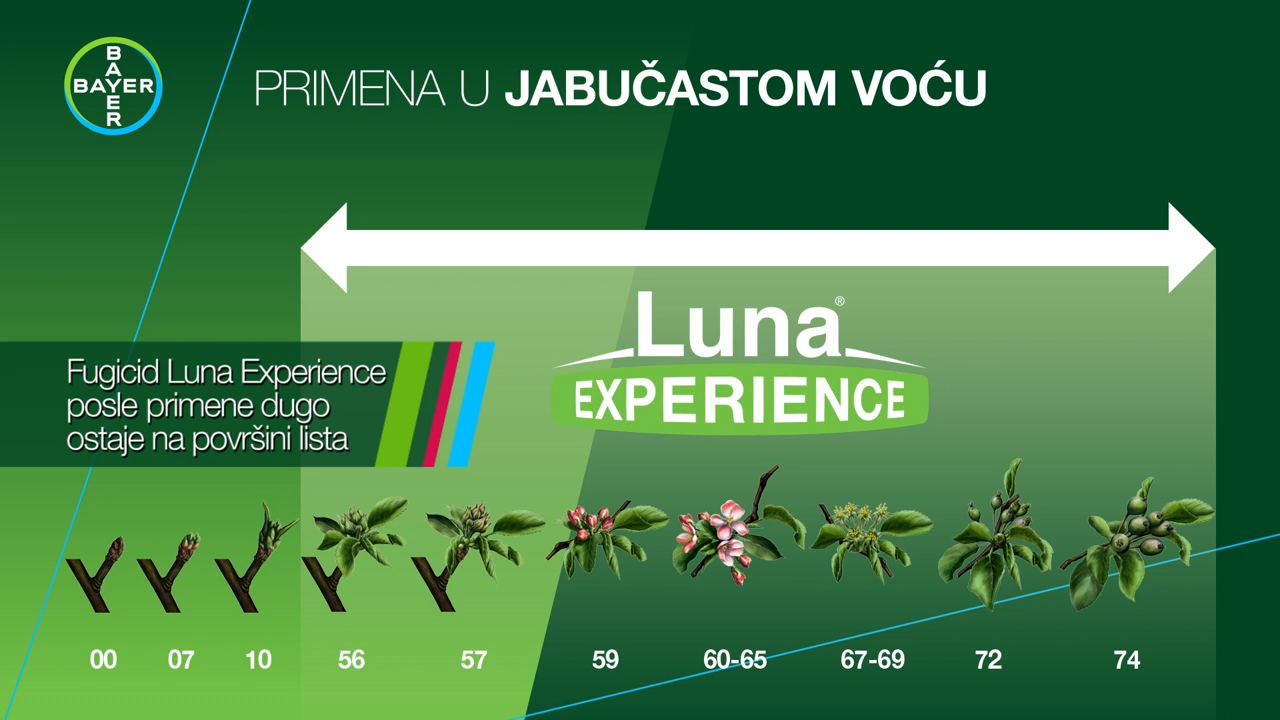 BAYER
BAYER
PRIMENA U JABUČASTOM VOĆU
Luna®
EXPERIENCE
Fugicid Luna Experience
posle primene dugo
ostaje na površini lista
00 07 10 56 57 59 60-65 67-69 72 74